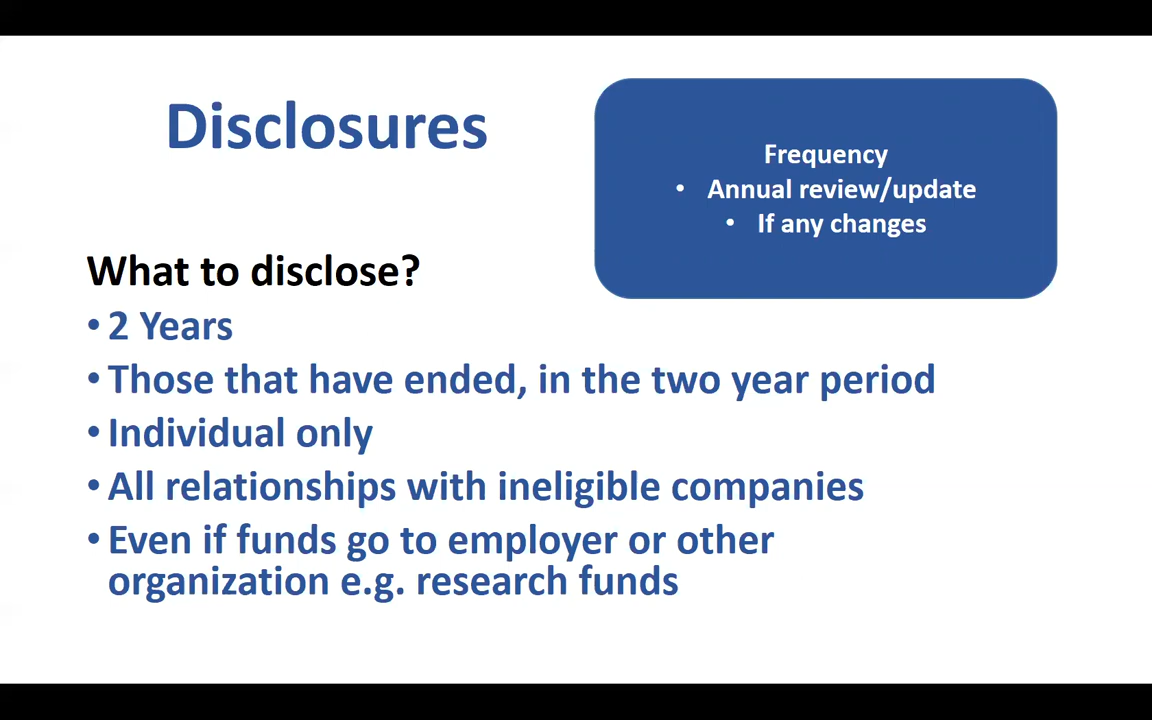 Disclosures
Frequency
• Annual review/update
• If any changes
What to disclose?
• 2 Years
• Those that have ended, in the two year period
• Individual only
• All relationships with ineligible companies
• Even if funds go to employer or other
organization e.g. research funds